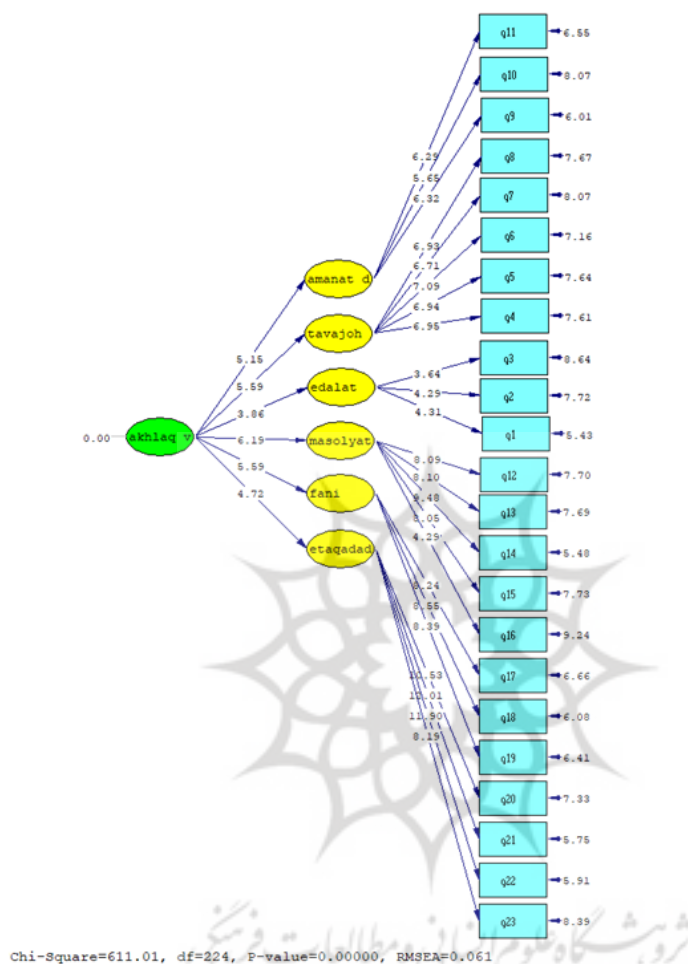 q11 6.55
q10 8.07
q9 6.01
6.29
q8 7.67
5.65
6.32
q7 8.07
q6 7.16
6.93
6.71
amanat d
7.09
q5 7.64
6.94
6.95
q4 7.61
tavajoh
5.15
q3 8.64
5.59
3.64
edalat
3.86
4.29
q2 7.72
4.31
0.00 akhlaq v
6.19
masolyat
q1 5.43
5.59
8.09
8.10
q12 7.70
4.72
fani
9.48
q13 7.69
8.05
4.29
etaqadad
q14 5.48
8.24
q15 7.73
8.55
8.39
q16 9.24
10.53
q17 6.66
11.01
11.90
q18 6.08
8.19
q19 6.41
q20 7.33
q21 5.75
q22 5.91
q23 8.39
Chi-Square=611.01, df=224, P-value=0.00000, RMSEA=0.061